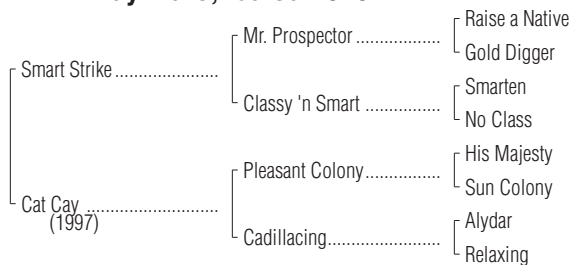 Raise a Native
Mr. Prospector ..................
Gold Digger
Smart Strike ......................
Smarten
Classy 'n Smart ................
No Class
His Majesty
Pleasant Colony................
Sun Colony
Cat Cay ............................
(1997)
Alydar
Cadillacing........................
Relaxing